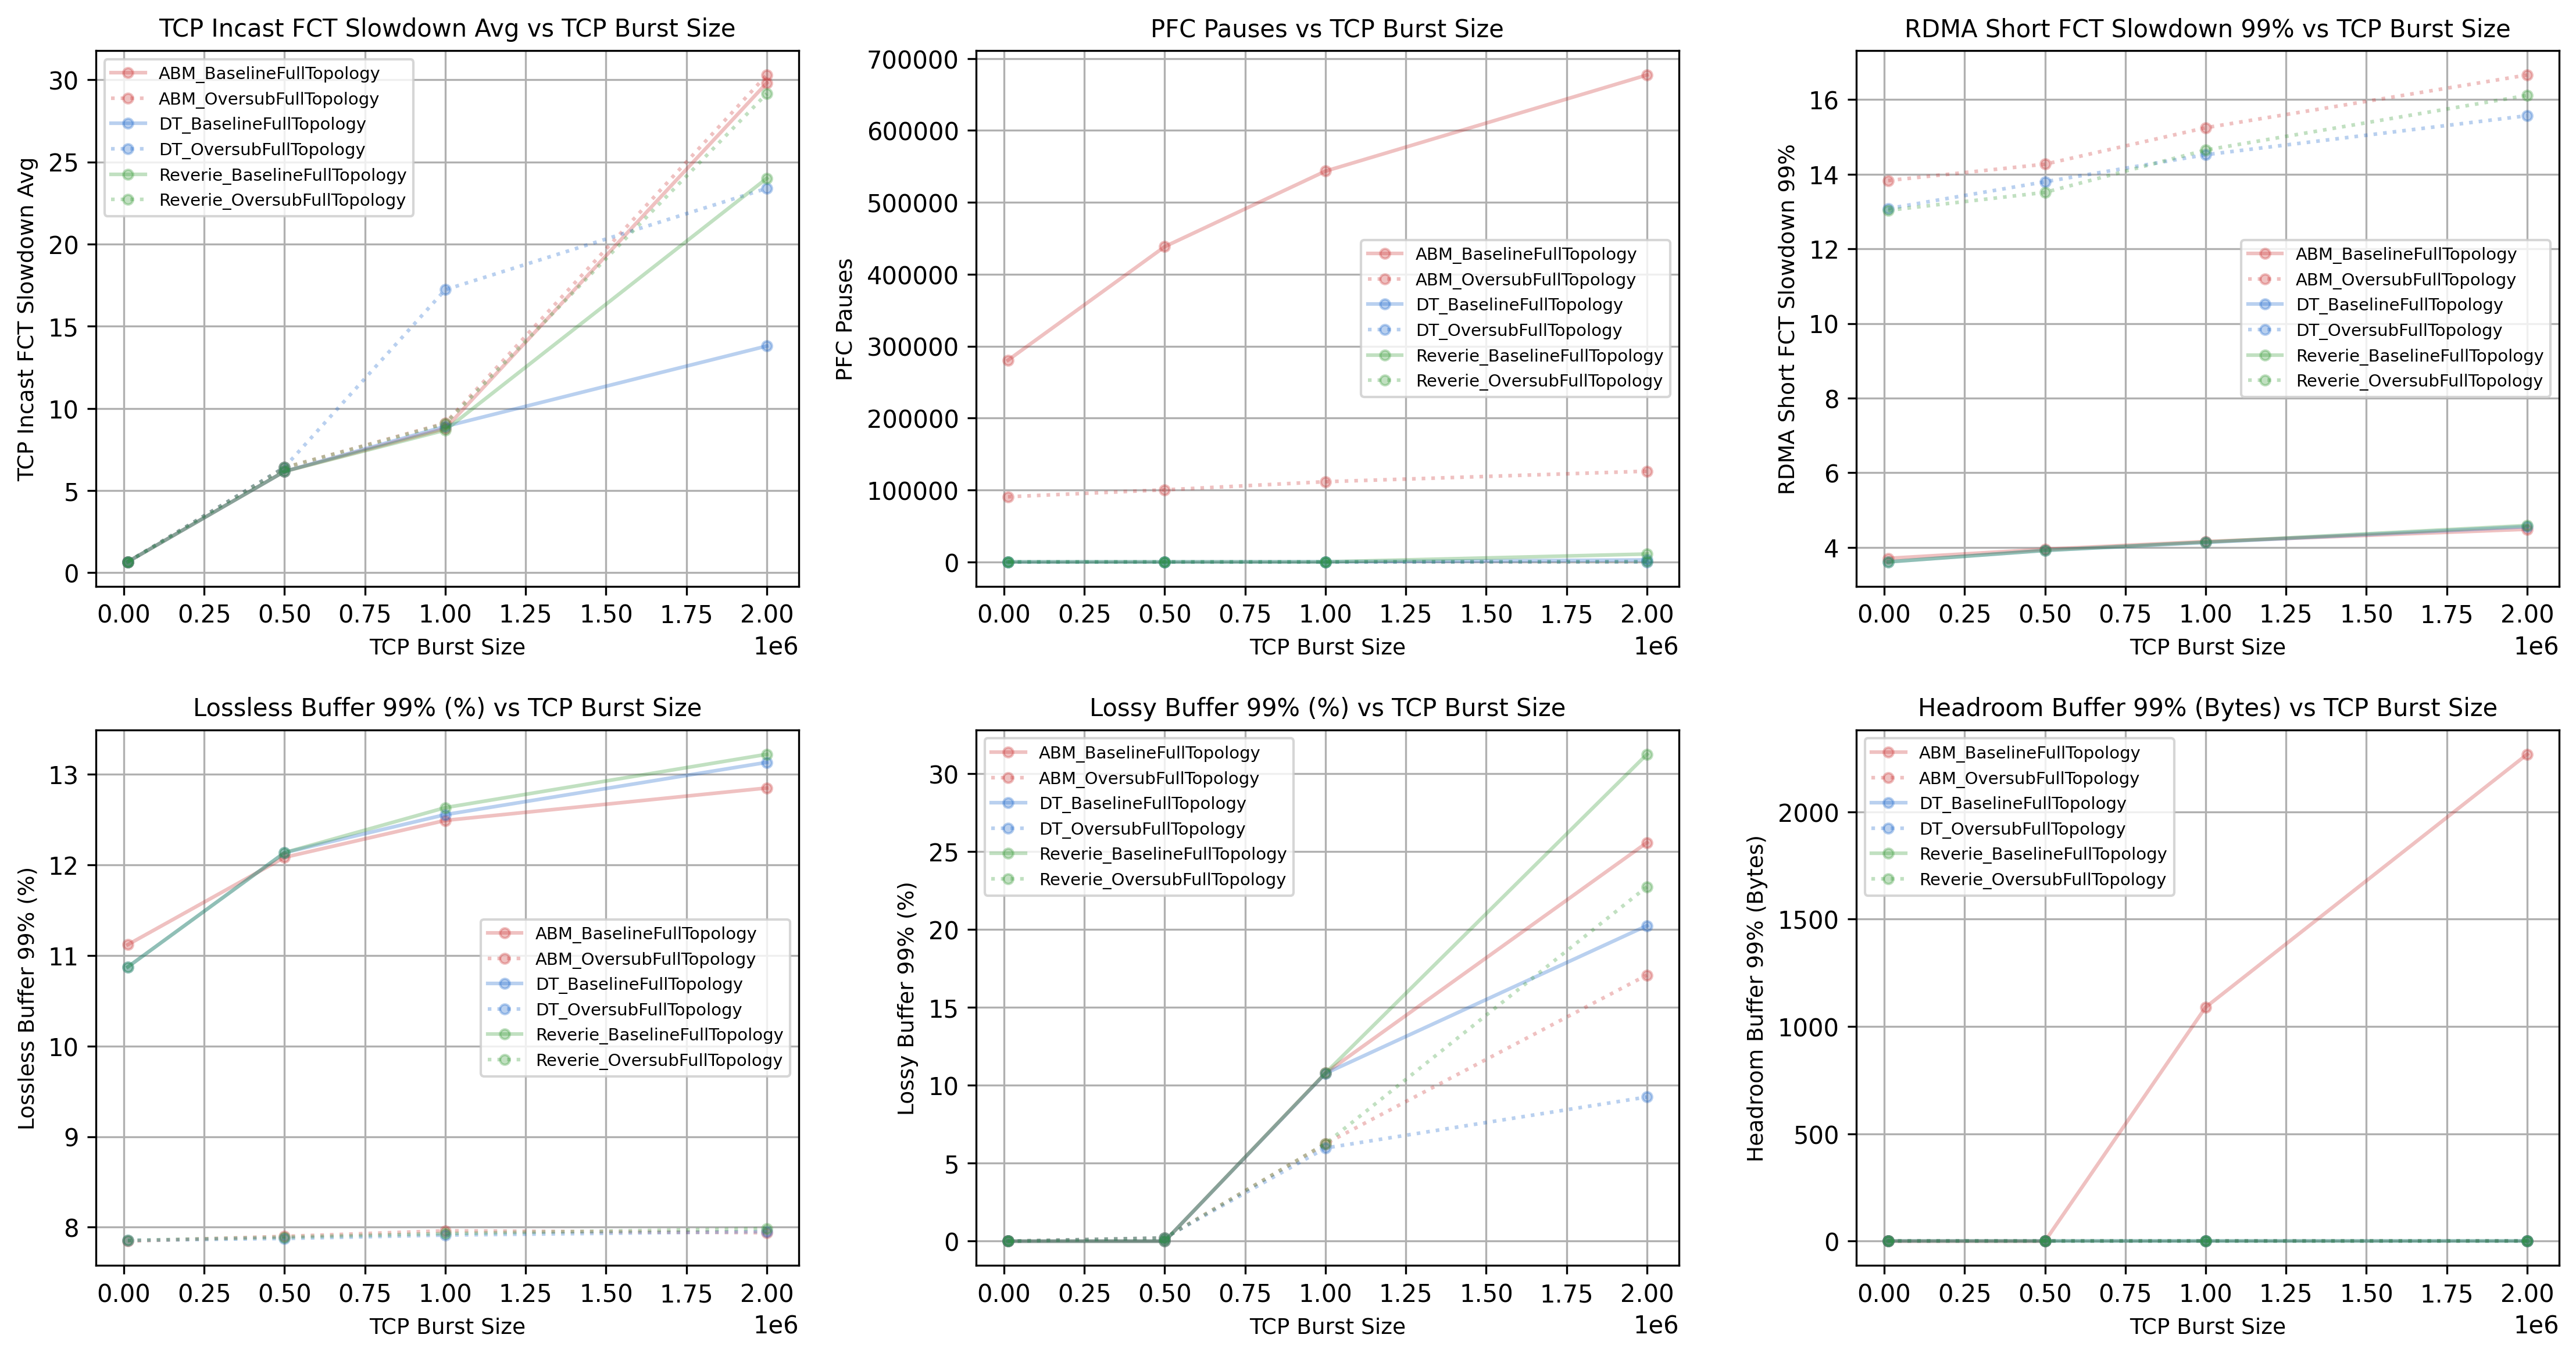 TCP Incast FCT Slowdown Avg vs TCP Burst Size
TCP Incast FCT Slowdown Avg
30
25
20
15
10
5
0
ABM_BaselineFullTopology
ABM_OversubFullTopology
DT_BaselineFullTopology
DT_OversubFullTopology
Reverie_BaselineFullTopology
Reverie_OversubFullTopology
0.00 0.25 0.50 0.75 1.00 1.25 1.50 1.75 2.00
TCP Burst Size
1e6
PFC Pauses vs TCP Burst Size
PFC Pauses
700000
600000
500000
400000
300000
200000
100000
0
ABM_BaselineFullTopology
ABM_OversubFullTopology
DT_BaselineFullTopology
DT_OversubFullTopology
Reverie_BaselineFullTopology
Reverie_OversubFullTopology
0.00 0.25 0.50 0.75 1.00 1.25 1.50 1.75 2.00
TCP Burst Size
1e6
RDMA Short FCT Slowdown 99% vs TCP Burst Size
RDMA Short FCT Slowdown 99%
16
14
12
10
8
6
4
ABM_BaselineFullTopology
ABM_OversubFullTopology
DT_BaselineFullTopology
DT_OversubFullTopology
Reverie_BaselineFullTopology
Reverie_OversubFullTopology
0.00 0.25 0.50 0.75 1.00 1.25 1.50 1.75 2.00
TCP Burst Size
1e6
Lossless Buffer 99% (%) vs TCP Burst Size
Lossless Buffer 99% (%)
13
12
11
10
9
8
ABM_BaselineFullTopology
ABM_OversubFullTopology
DT_BaselineFullTopology
DT_OversubFullTopology
Reverie_BaselineFullTopology
Reverie_OversubFullTopology
0.00 0.25 0.50 0.75 1.00 1.25 1.50 1.75 2.00
TCP Burst Size
1e6
Lossy Buffer 99% (%) vs TCP Burst Size
Lossy Buffer 99% (%)
30
25
20
15
10
5
0
ABM_BaselineFullTopology
ABM_OversubFullTopology
DT_BaselineFullTopology
DT_OversubFullTopology
Reverie_BaselineFullTopology
Reverie_OversubFullTopology
0.00 0.25 0.50 0.75 1.00 1.25 1.50 1.75 2.00
TCP Burst Size
1e6
Headroom Buffer 99% (Bytes) vs TCP Burst Size
Headroom Buffer 99% (Bytes)
2000
1500
1000
500
0
ABM_BaselineFullTopology
ABM_OversubFullTopology
DT_BaselineFullTopology
DT_OversubFullTopology
Reverie_BaselineFullTopology
Reverie_OversubFullTopology
0.00 0.25 0.50 0.75 1.00 1.25 1.50 1.75 2.00
TCP Burst Size
1e6